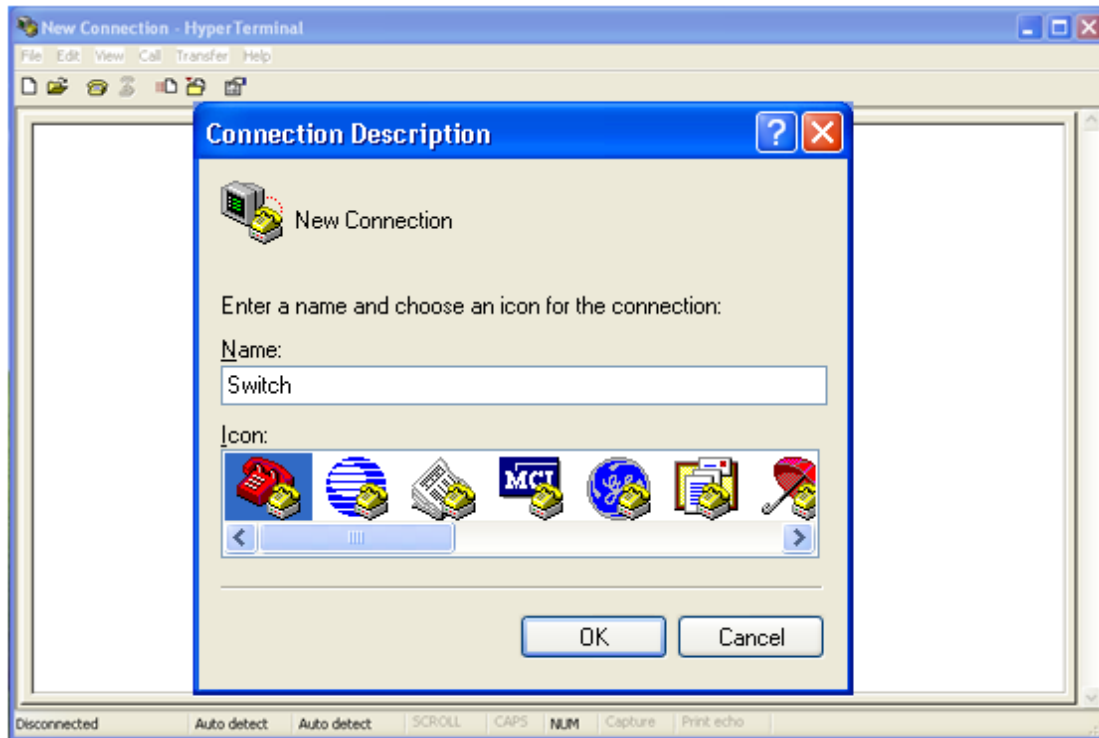 New Connection - HyperTerminal
File Edit View Call Transfer Help
Connection Description
New Connection
Enter a name and choose an icon for the connection:
Name:
Switch
Icon:
MCI
OK Cancel
Disconnected Auto detect Auto detect SCROLL CAPS NUM Capture Print echo